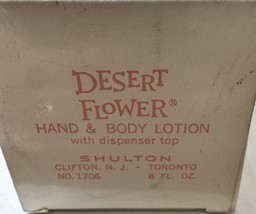 DESERT
FLOWER®
HAND & BODY LOTION
with dispenser top
SHULTON
CLIFTON, N. J. - TORONTO
NO. 1706 8 FL. OZ.